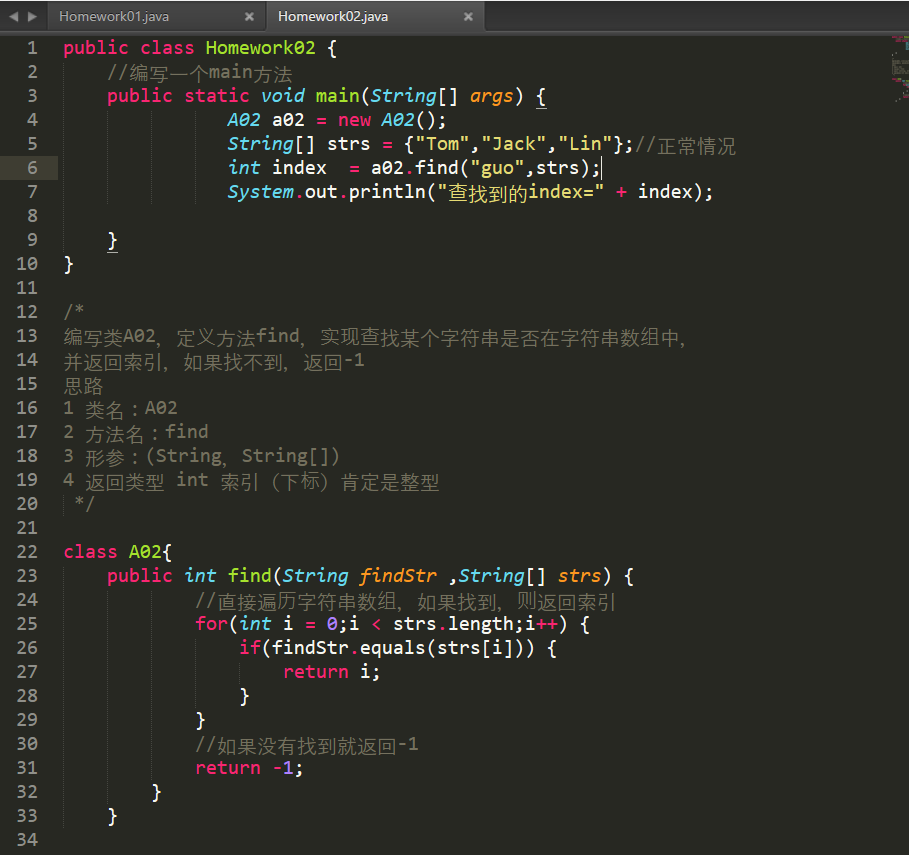 Homework01.java × Homework02.java ×
1 public class Homework02 {
2 //编写一个main方法
3 public static void main(String[] args) {
4 A02 a02 = new A02();
5 String[] strs = {"Tom","Jack","Lin"};//正常情况
6 int index  = a02.find("guo",strs);
7 System.out.println("查找到的index=" + index);
8
9 }
10 }
11
12 /*
13 编写类A02, 定义方法find, 实现查找某个字符串是否在字符串数组中,
14 并返回索引, 如果找不到, 返回-1
15 思路
16 1 类名：A02
17 2 方法名：find
18 3 形参：(String, String[])
19 4 返回类型 int 索引（下标）肯定是整型
20 */
21
22 class A02{
23 public int find(String findStr ,String[] strs) {
24 //直接遍历字符串数组, 如果找到, 则返回索引
25 for(int i = 0;i < strs.length;i++) {
26 if(findStr.equals(strs[i])) {
27 return i;
28 }
29 }
30 //如果没有找到就返回-1
31 return -1;
32 }
33 }
34